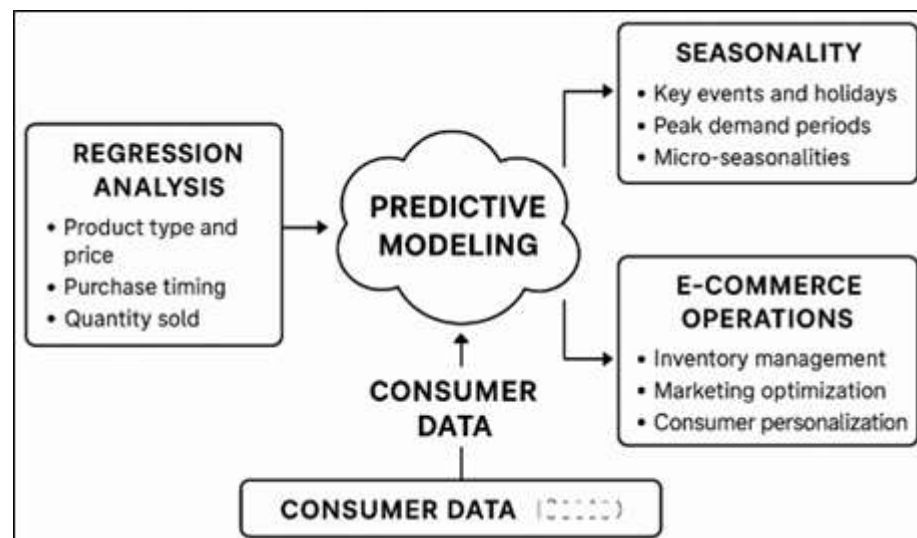 REGRESSION
ANALYSIS
• Product type and
price
• Purchase timing
• Quantity sold
PREDICTIVE
MODELING
SEASONALITY
• Key events and holidays
• Peak demand periods
• Micro-seasonalities
E-COMMERCE
OPERATIONS
• Inventory management
• Marketing optimization
• Consumer personalization
CONSUMER
DATA
CONSUMER DATA